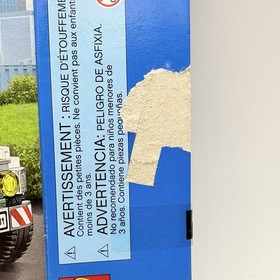 AVERTISSEMENT : RISQUE D'ÉTOUFFEME
Contient des petites pièces. Ne convient pas aux enfant
moins de 3 ans.
ADVERTENCIA: PELIGRO DE ASFIXIA.
No recomendado para niños menores de
3 años. Contiene piezas pequeñas.